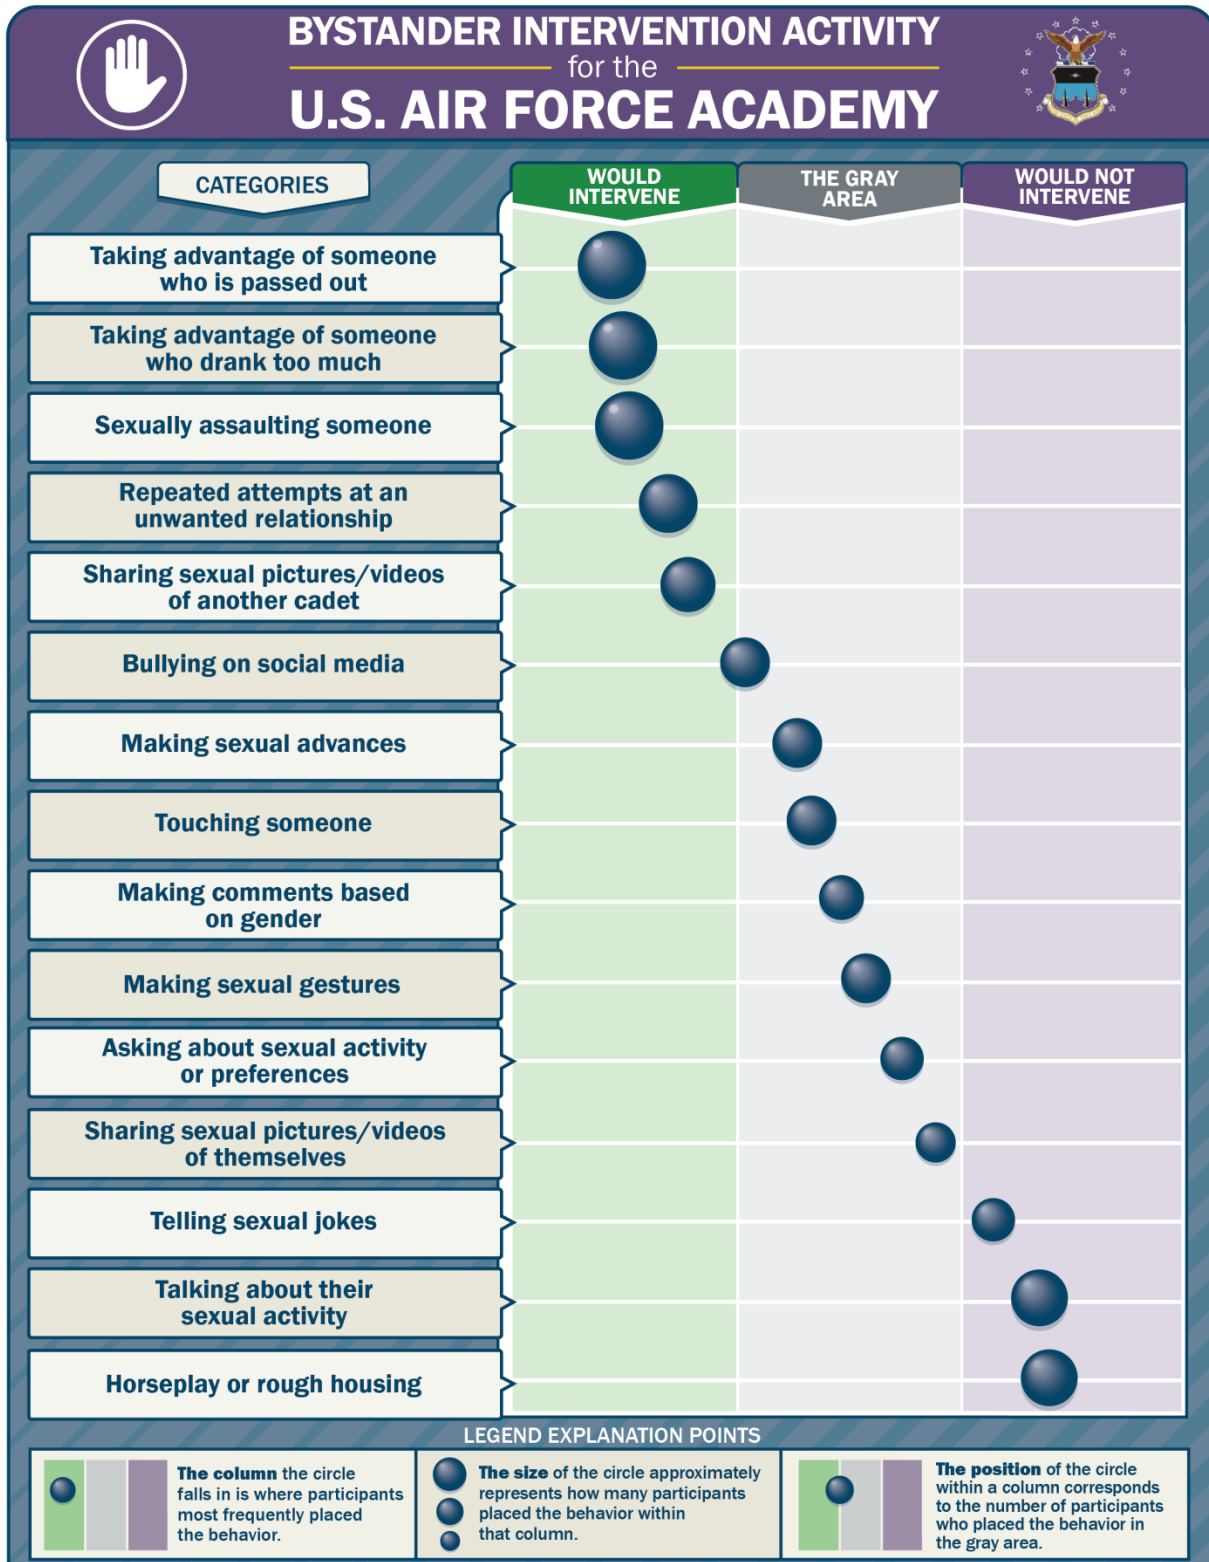 BYSTANDER INTERVENTION ACTIVITY
for the
U.S. AIR FORCE ACADEMY
CATEGORIES
WOULD
INTERVENE
THE GRAY
AREA
WOULD NOT
INTERVENE
Taking advantage of someone
who is passed out
Taking advantage of someone
who drank too much
Sexually assaulting someone
Repeated attempts at an
unwanted relationship
Sharing sexual pictures/videos
of another cadet
Bullying on social media
Making sexual advances
Touching someone
Making comments based
on gender
Making sexual gestures
Asking about sexual activity
or preferences
Sharing sexual pictures/videos
of themselves
Telling sexual jokes
Talking about their
sexual activity
Horseplay or rough housing
LEGEND EXPLANATION POINTS
The column the circle
falls in is where participants
most frequently placed
the behavior.
The size of the circle approximately
represents how many participants
placed the behavior within
that column.
The position of the circle
within a column corresponds
to the number of participants
who placed the behavior in
the gray area.